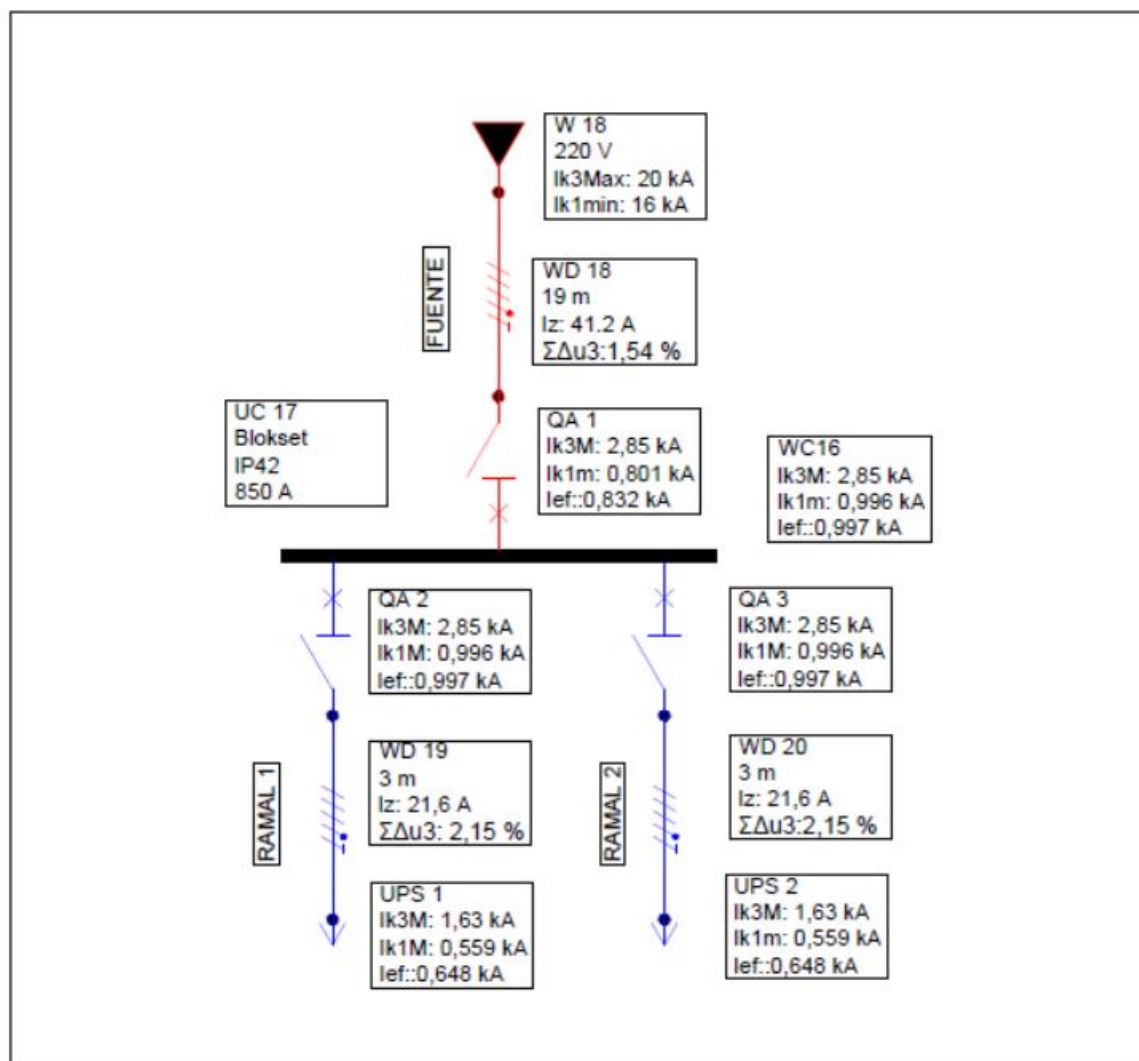 W 18
220 V
Ik3Max: 20 kA
Ik1min: 16 kA
FUENTE
WD 18
19 m
Iz: 41.2 A
ΣΔu3:1,54 %
UC 17
Blokset
IP42
850 A
QA 1
Ik3M: 2,85 kA
Ik1m: 0,801 kA
Ief::0,832 kA
WC16
Ik3M: 2,85 kA
Ik1m: 0,996 kA
Ief::0,997 kA
QA 2
Ik3M: 2,85 kA
Ik1M: 0,996 kA
Ief::0,997 kA
QA 3
Ik3M: 2,85 kA
Ik1M: 0,996 kA
Ief::0,997 kA
RAMAL 1
WD 19
3 m
Iz: 21,6 A
ΣΔu3: 2,15 %
RAMAL 2
WD 20
3 m
Iz: 21,6 A
ΣΔu3:2,15 %
UPS 1
Ik3M: 1,63 kA
Ik1M: 0,559 kA
Ief::0,648 kA
UPS 2
Ik3M: 1,63 kA
Ik1m: 0,559 kA
Ief::0,648 kA